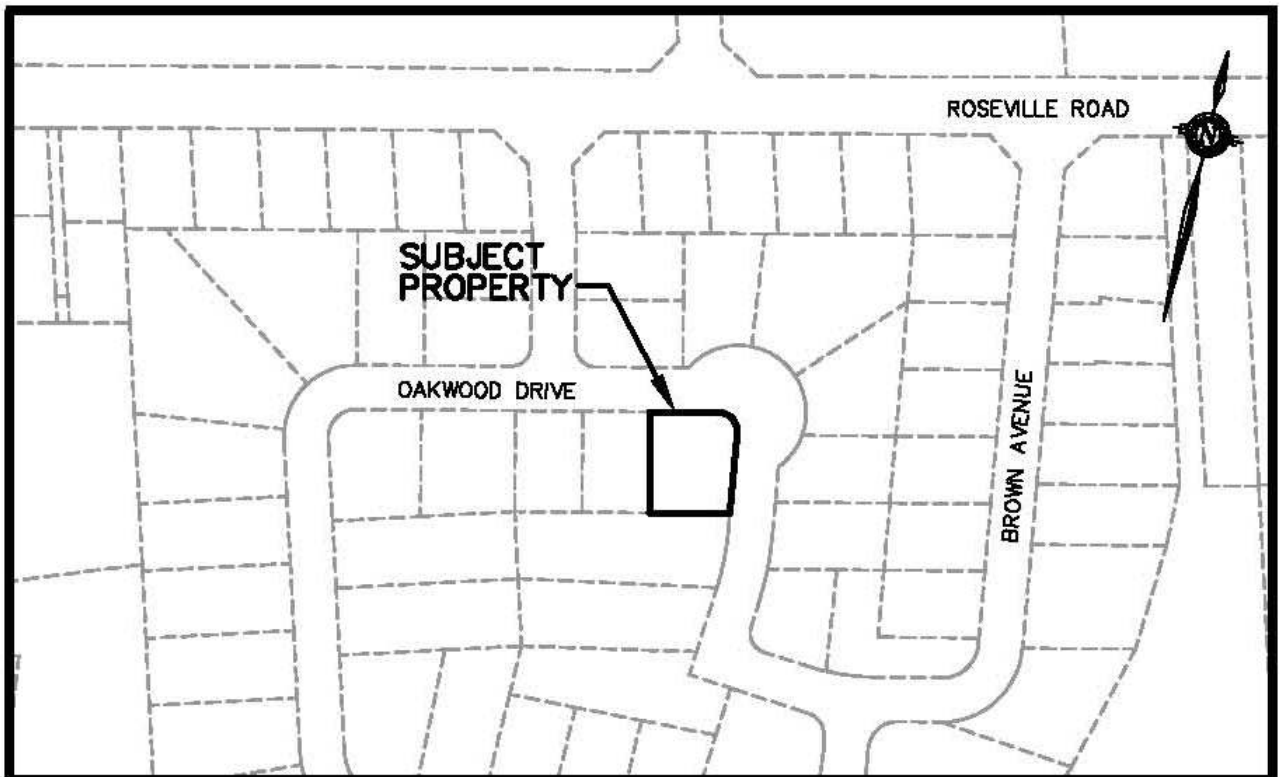 ROSEVILLE ROAD
N
SUBJECT
PROPERTY
OAKWOOD DRIVE
BROWN AVENUE